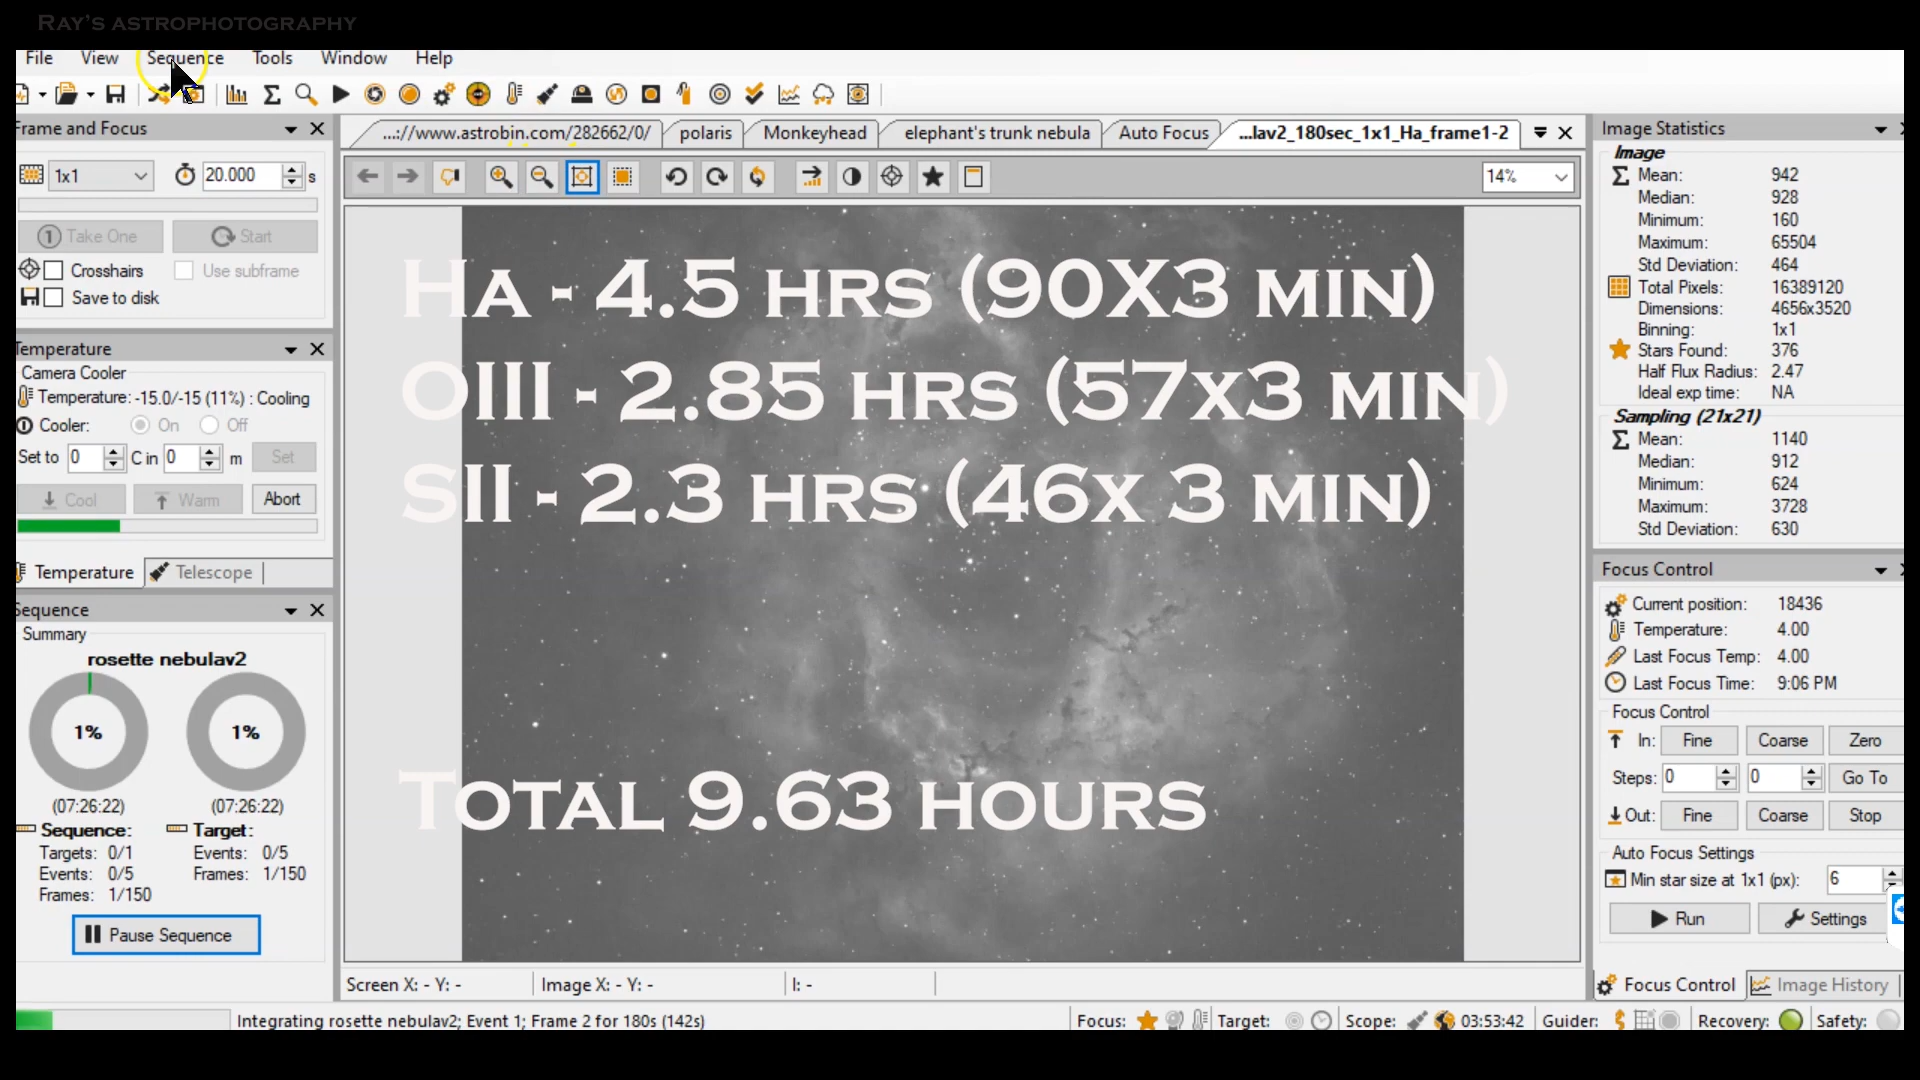 RAY'S ASTROPHOTOGRAPHY
File View Sequence Tools Window Help
Frame and Focus
...://www.astrobin.com/282662/0/ polaris Monkeyhead elephant's trunk nebula Auto Focus ...lav2_180sec_1x1_Ha_frame1-2
Image Statistics
1x1 20.000 s
14%
Take One Start
Crosshairs Use subframe
Save to disk
Temperature
Camera Cooler
Temperature: -15.0/-15 (11%) : Cooling
Cooler: On Off
Set to 0 C in 0 m Set
Cool Warm Abort
Temperature Telescope
Sequence
Summary
rosette nebulav2
1% 1%
(07:26:22) (07:26:22)
Sequence: Target:
Targets: 0/1 Events: 0/5
Events: 0/5 Frames: 1/150
Frames: 1/150
Pause Sequence
HA - 4.5 HRS (90X3 MIN)
OIII - 2.85 HRS (57X3 MIN)
SII - 2.3 HRS (46X 3 MIN)
TOTAL 9.63 HOURS
Screen X: - Y: - Image X: - Y: - I: -
Image
Mean: 942
Median: 928
Minimum: 160
Maximum: 65504
Std Deviation: 464
Total Pixels: 16389120
Dimensions: 4656x3520
Binning: 1x1
Stars Found: 376
Half Flux Radius: 2.47
Ideal exp time: NA
Sampling (21x21)
Mean: 1140
Median: 912
Minimum: 624
Maximum: 3728
Std Deviation: 630
Focus Control
Current position: 18436
Temperature: 4.00
Last Focus Temp: 4.00
Last Focus Time: 9:06 PM
Focus Control
In: Fine Coarse Zero
Steps: 0 0 Go To
Out: Fine Coarse Stop
Auto Focus Settings
Min star size at 1x1 (px): 6
Run Settings
Focus Control Image History
Integrating rosette nebulav2; Event 1; Frame 2 for 180s (142s)
Focus: Target: Scope: 03:53:42 Guider: Recovery: Safety: